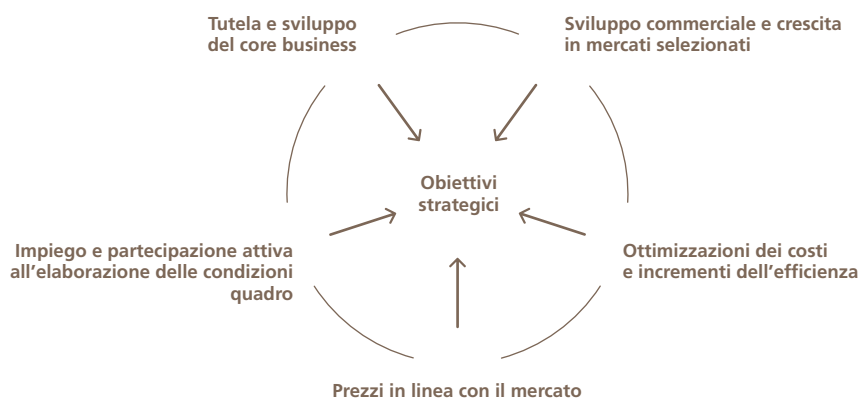 Tutela e sviluppo
del core business
Sviluppo commerciale e crescita
in mercati selezionati
Obiettivi
strategici
Impiego e partecipazione attiva
all'elaborazione delle condizioni
quadro
Ottimizzazioni dei costi
e incrementi dell'efficienza
Prezzi in linea con il mercato